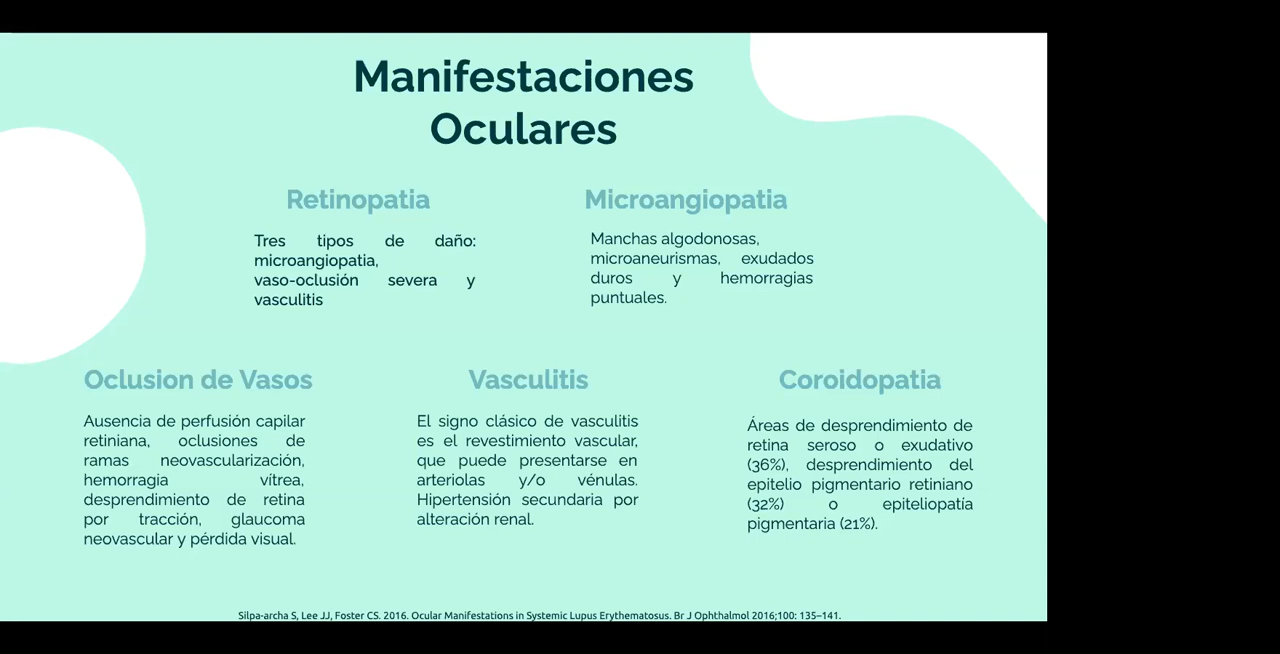 Manifestaciones
Oculares
Retinopatia
Tres tipos de daño:
microangiopatia,
vaso-oclusión severa y
vasculitis
Microangiopatia
Manchas algodonosas,
microaneurismas, exudados
duros y hemorragias
puntuales.
Oclusion de Vasos
Ausencia de perfusión capilar
retiniana, oclusiones de
ramas neovascularización,
hemorragia vítrea,
desprendimiento de retina
por tracción, glaucoma
neovascular y pérdida visual.
Vasculitis
El signo clásico de vasculitis
es el revestimiento vascular,
que puede presentarse en
arteriolas y/o vénulas.
Hipertensión secundaria por
alteración renal.
Coroidopatia
Áreas de desprendimiento de
retina seroso o exudativo
(36%), desprendimiento del
epitelio pigmentario retiniano
(32%) o epiteliopatía
pigmentaria (21%).
Silpa-archa S, Lee JJ, Foster CS. 2016. Ocular Manifestations in Systemic Lupus Erythematosus. Br J Ophthalmol 2016;100: 135–141.